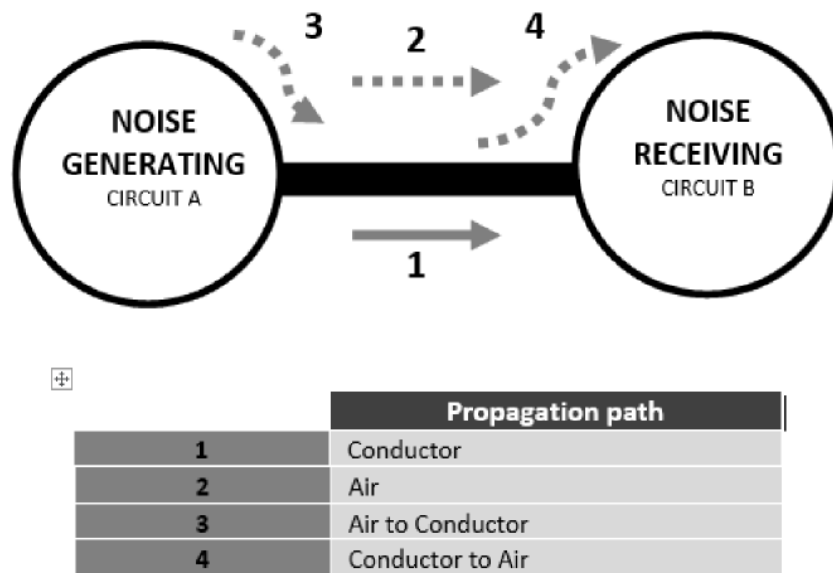 3
2
4
NOISE
GENERATING
CIRCUIT A
NOISE
RECEIVING
CIRCUIT B
1
Propagation path
1 Conductor
2 Air
3 Air to Conductor
4 Conductor to Air